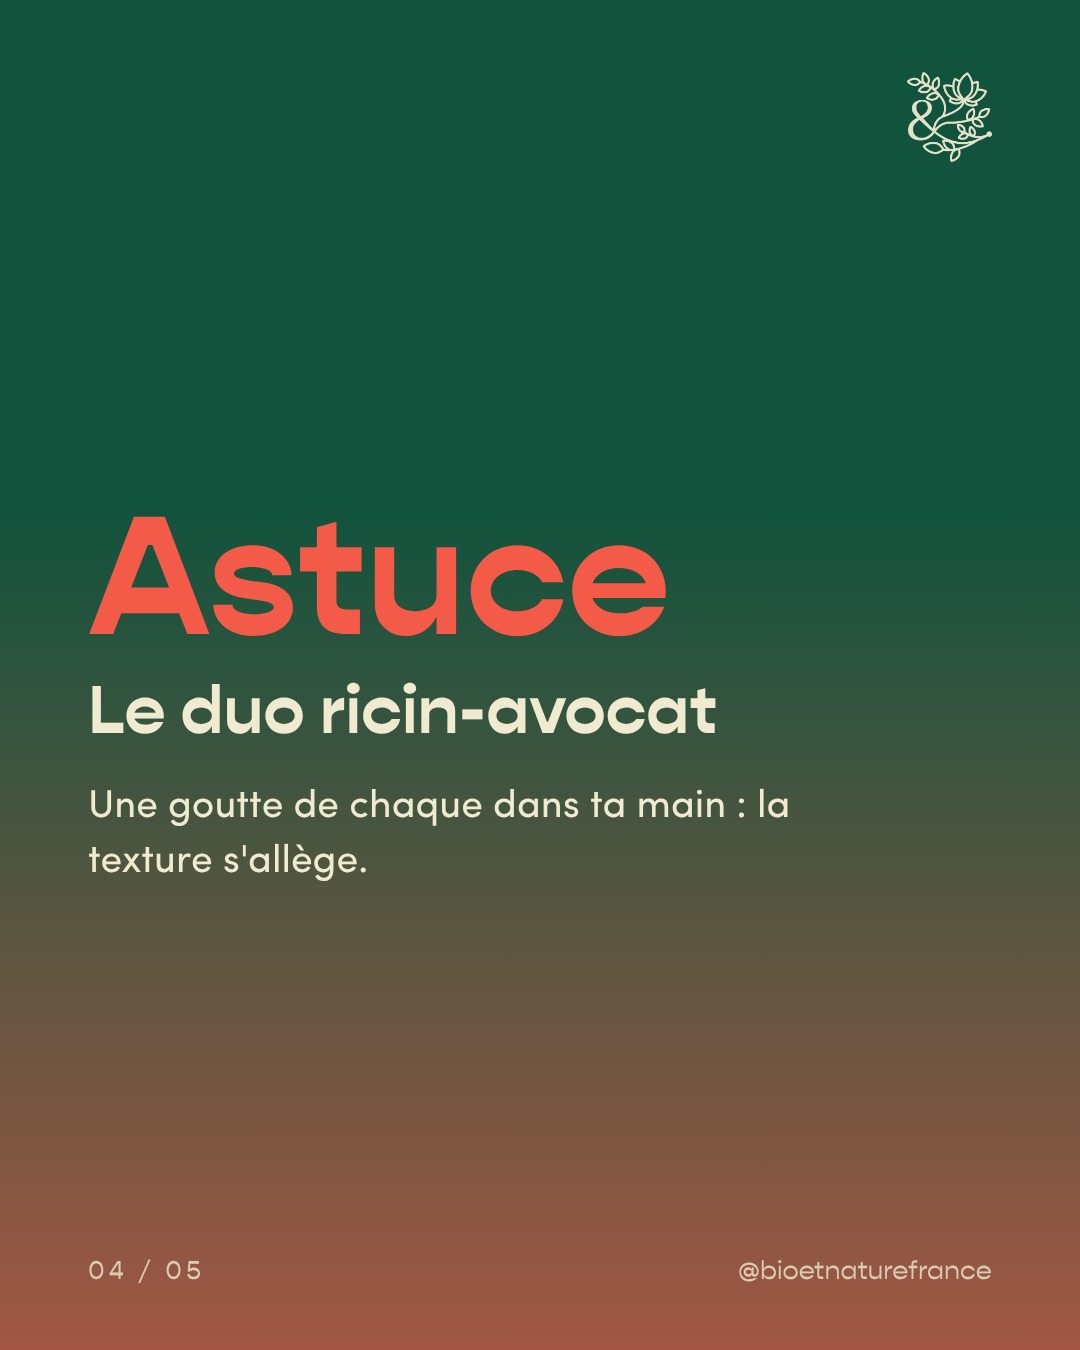 &
Astuce
Le duo ricin-avocat
Une goutte de chaque dans ta main : la
texture s'allège.
04 / 05
@bioetnaturefrance